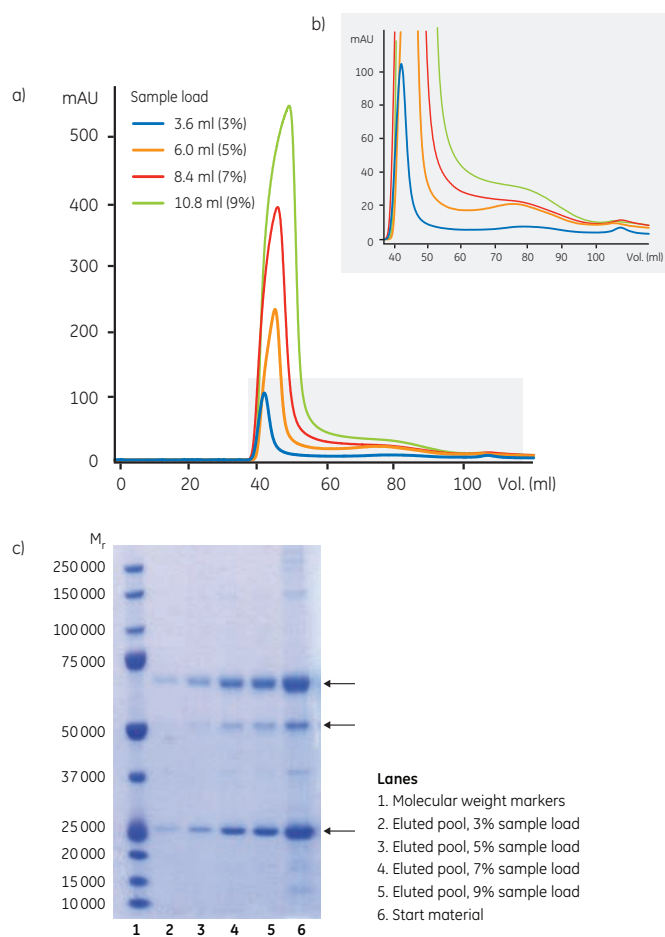 b)
mAU
100
80
60
40
20
0
40 50 60 70 80 90 100 Vol. (ml)
a)
mAU
500
400
300
200
100
0
Sample load
3.6 ml (3%)
6.0 ml (5%)
8.4 ml (7%)
10.8 ml (9%)
0 20 40 60 80 100 Vol. (ml)
c)
Mr
250 000
150 000
100 000
75 000
50 000
37 000
25 000
20 000
15 000
10 000
1 2 3 4 5 6
Lanes
1. Molecular weight markers
2. Eluted pool, 3% sample load
3. Eluted pool, 5% sample load
4. Eluted pool, 7% sample load
5. Eluted pool, 9% sample load
6. Start material